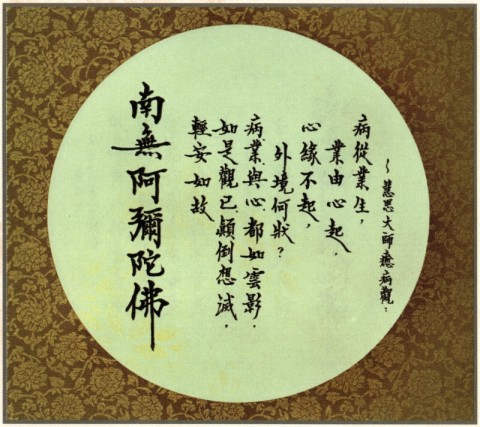 ～慧思大師癒病觀：
病從業生，
業由心起，
心緣不起，
外境何狀？
病業與心都如雲影．
如是觀已顛倒想滅．
輕安如故
南無阿彌陀佛